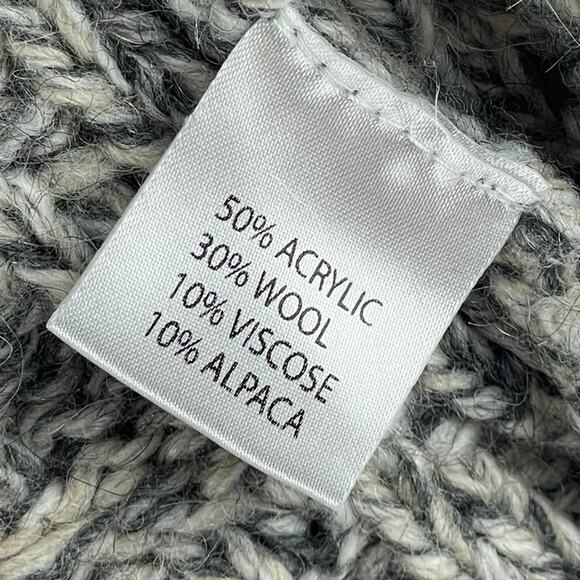 50% ACRYLIC
30% WOOL
10% VISCOSE
10% ALPACA